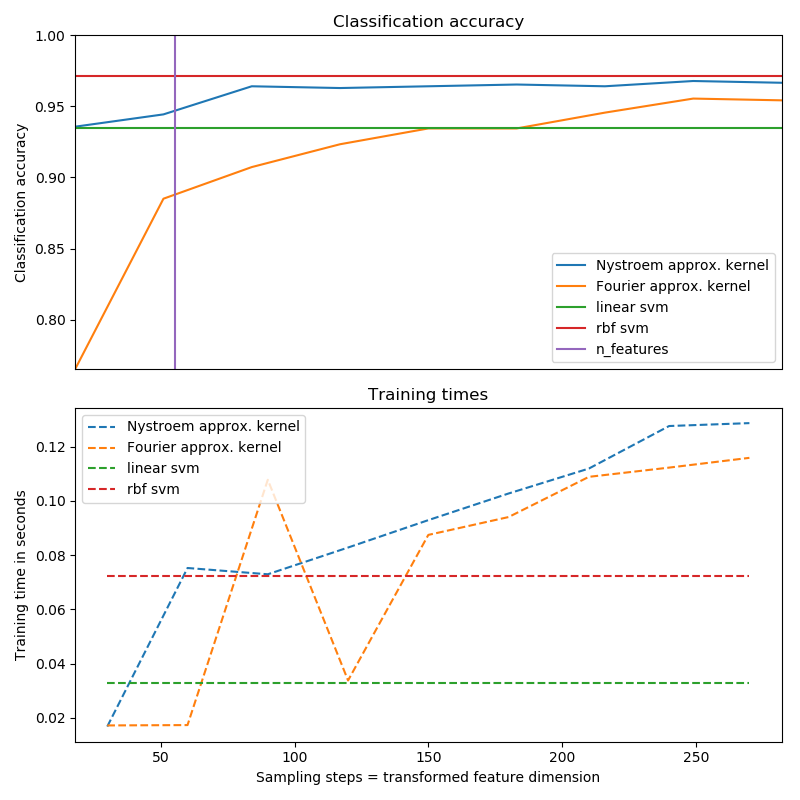 Classification accuracy
1.00
0.95
0.90
0.85
0.80
Classification accuracy
Nystroem approx. kernel
Fourier approx. kernel
linear svm
rbf svm
n_features
Training times
0.12
0.10
0.08
0.06
0.04
0.02
Training time in seconds
Nystroem approx. kernel
Fourier approx. kernel
linear svm
rbf svm
50 100 150 200 250
Sampling steps = transformed feature dimension